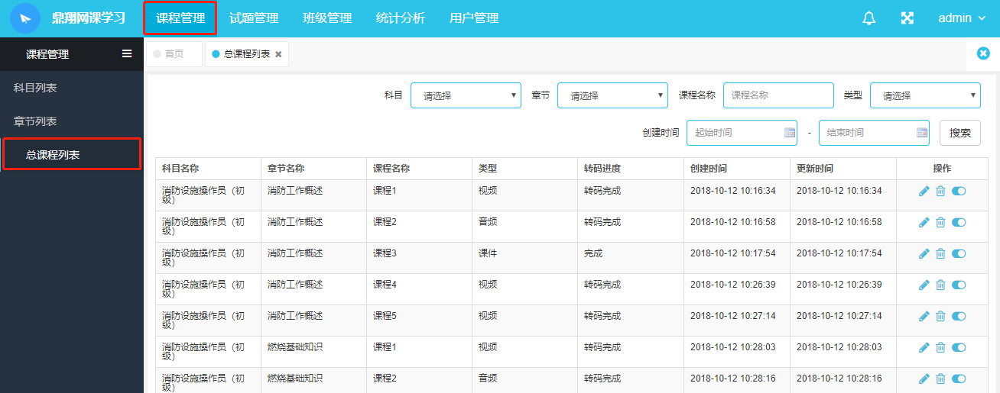 鼎翔网课学习 课程管理 试题管理 班级管理 统计分析 用户管理 admin
课程管理
首页 总课程列表
科目列表
章节列表
总课程列表
科目 请选择 章节 请选择 课程名称 课程名称 类型 请选择
创建时间 起始时间 - 结束时间 搜索
科目名称 章节名称 课程名称 类型 转码进度 创建时间 更新时间 操作
消防设施操作员（初 消防工作概述 课程1 视频 转码完成 2018-10-12 10:16:34 2018-10-12 10:16:34
级）
消防设施操作员（初 消防工作概述 课程2 音频 转码完成 2018-10-12 10:16:58 2018-10-12 10:16:58
级）
消防设施操作员（初 消防工作概述 课程3 课件 完成 2018-10-12 10:17:54 2018-10-12 10:17:54
级）
消防设施操作员（初 消防工作概述 课程4 视频 转码完成 2018-10-12 10:26:39 2018-10-12 10:26:39
级）
消防设施操作员（初 消防工作概述 课程5 视频 转码完成 2018-10-12 10:27:14 2018-10-12 10:27:14
级）
消防设施操作员（初 燃烧基础知识 课程1 视频 转码完成 2018-10-12 10:28:03 2018-10-12 10:28:03
级）
消防设施操作员（初 燃烧基础知识 课程2 音频 转码完成 2018-10-12 10:28:16 2018-10-12 10:28:16
级）